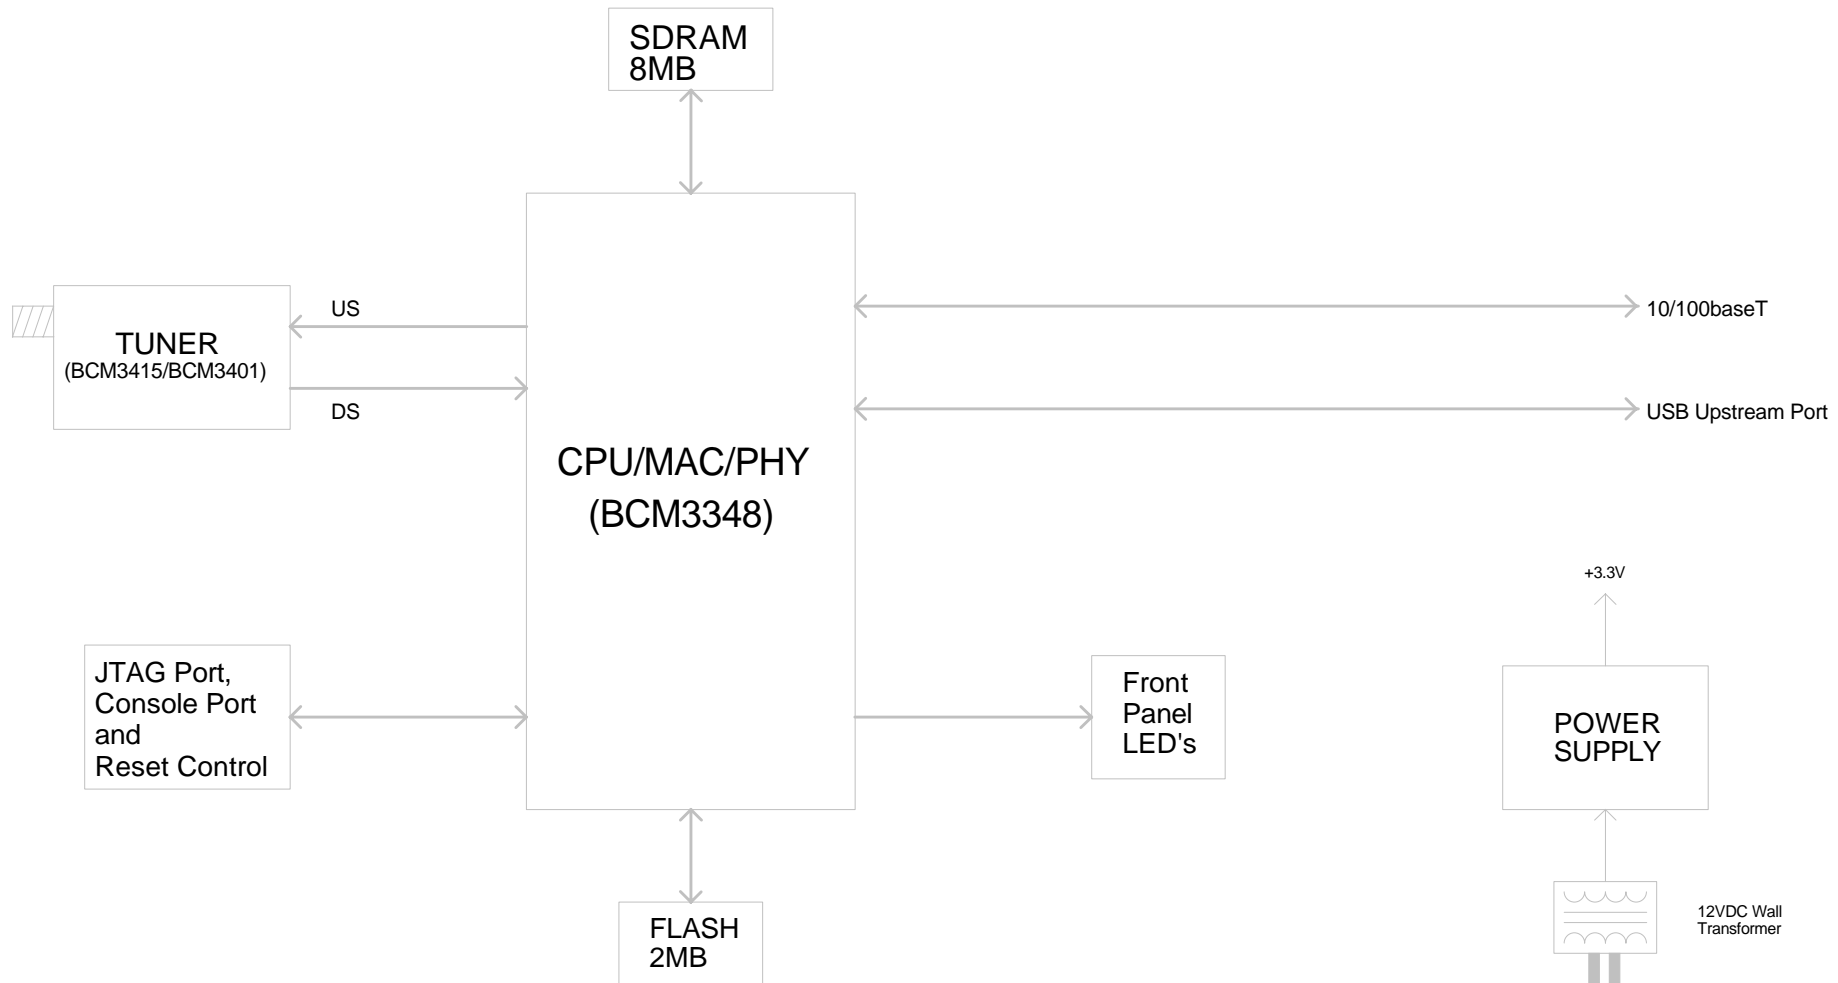 SDRAM
8MB
US
TUNER
(BCM3415/BCM3401)
DS
10/100baseT
USB Upstream Port
CPU/MAC/PHY
(BCM3348)
+3.3V
JTAG Port,
Console Port
and
Reset Control
Front
Panel
LED's
POWER
SUPPLY
FLASH
2MB
12VDC Wall
Transformer